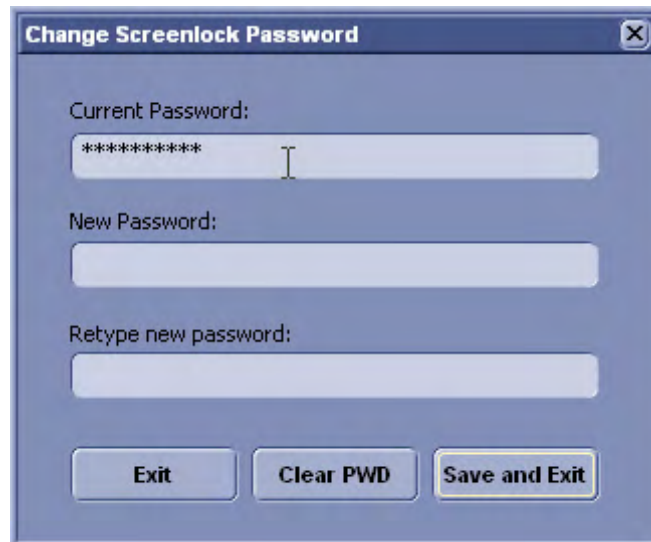 Change Screenlock Password
Current Password:
**********
New Password:
Retype new password:
Exit Clear PWD Save and Exit